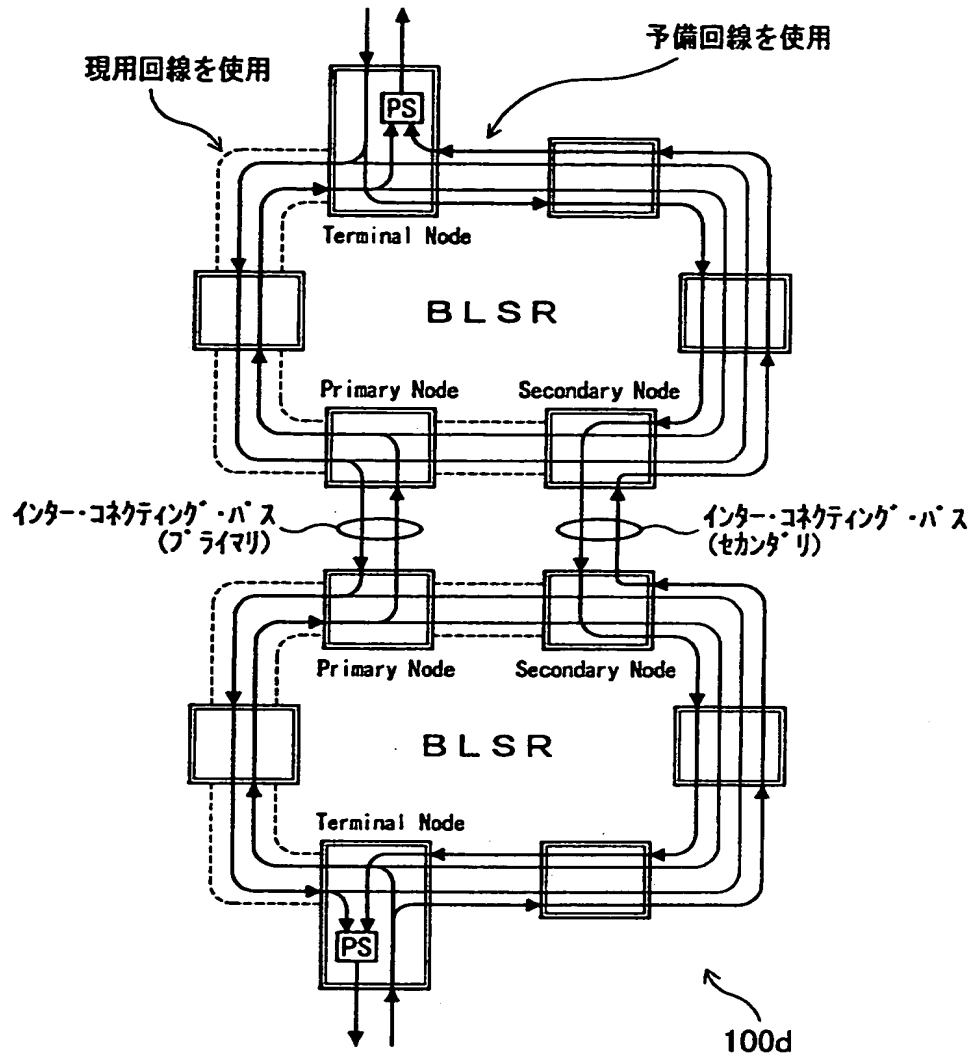 予備回線を使用
現用回線を使用
PS
Terminal Node
BLSR
Primary Node
Secondary Node
インター・コネクティング・パス
(プライマリ)
インター・コネクティング・パス
(セカンダリ)
Primary Node
Secondary Node
BLSR
Terminal Node
PS
100d